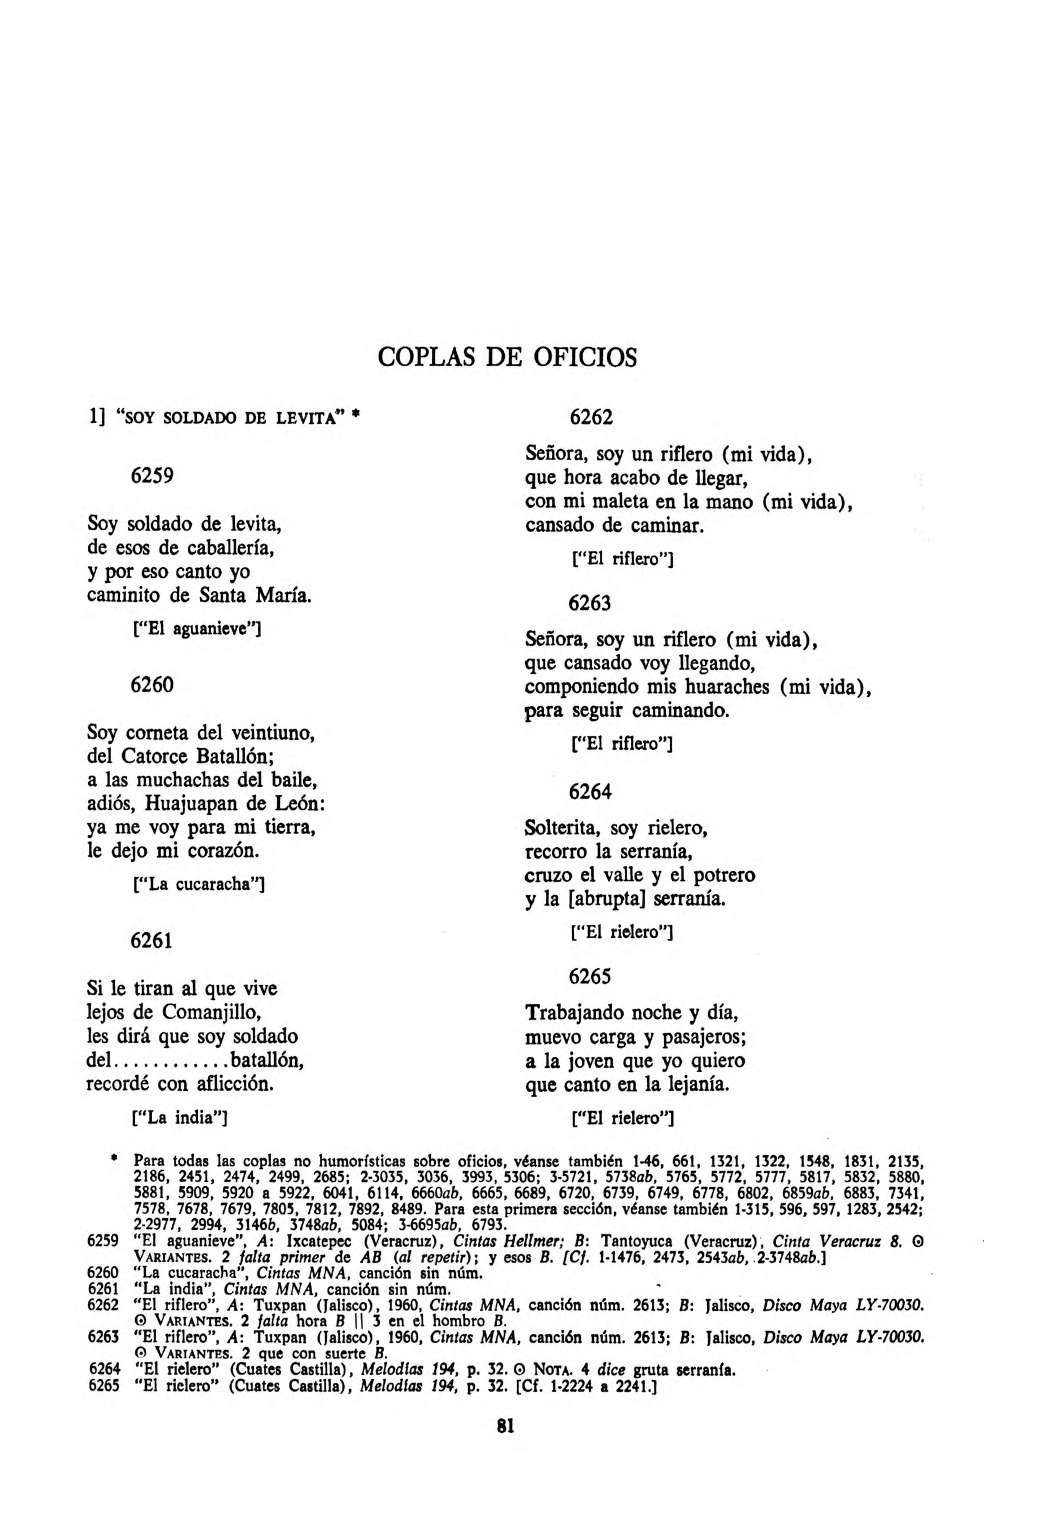 COPLAS DE OFICIOS
1] “SOY SOLDADO DE LEVITA” *
6259
Soy soldado de levita,
de esos de caballería,
y por eso canto yo
caminito de Santa María.
[“El aguanieve”]
6260
Soy corneta del veintiuno,
del Catorce Batallón;
a las muchachas del baile,
adiós, Huajuapan de León:
ya me voy para mi tierra,
le dejo mi corazón.
[“La cucaracha”]
6261
Si le tiran al que vive
lejos de Comanjillo,
les dirá que soy soldado
del............batallón,
recordé con aflicción.
[“La india”]
6262
Señora, soy un riflero (mi vida),
que hora acabo de llegar,
con mi maleta en la mano (mi vida),
cansado de caminar.
[“El riflero”]
6263
Señora, soy un riflero (mi vida),
que cansado voy llegando,
componiendo mis huaraches (mi vida),
para seguir caminando.
[“El riflero”]
6264
Solterita, soy rielero,
recorro la serranía,
cruzo el valle y el potrero
y la [abrupta] serranía.
[“El rielero”]
6265
Trabajando noche y día,
muevo carga y pasajeros;
a la joven que yo quiero
que canto en la lejanía.
[“El rielero”]
* Para todas las coplas no humorísticas sobre oficios, véanse también 1-46, 661, 1321, 1322, 1548, 1831, 2135,
2186, 2451, 2474, 2499, 2685; 2-3035, 3036, 3993, 5306; 3-5721, 5738ab, 5765, 5772, 5777, 5817, 5832, 5880,
5881, 5909, 5920 a 5922, 6041, 6114, 6660ab, 6665, 6689, 6720, 6739, 6749, 6778, 6802, 6859ab, 6883, 7341,
7578, 7678, 7679, 7805, 7812, 7892, 8489. Para esta primera sección, véanse también 1-315, 596, 597, 1283, 2542;
2-2977, 2994, 3146b, 3748ab, 5084; 3-6695ab, 6793.
6259 “El aguanieve”, A: Ixcatepec (Veracruz), Cintas Hellmer; B: Tantoyuca (Veracruz), Cinta Veracruz 8. ⊙
VARIANTES. 2 falta primer de AB (al repetir); y esos B. [Cf. 1-1476, 2473, 2543ab, 2-3748ab.]
6260 “La cucaracha”, Cintas MNA, canción sin núm.
6261 “La india”, Cintas MNA, canción sin núm.
6262 “El riflero”, A: Tuxpan (Jalisco), 1960, Cintas MNA, canción núm. 2613; B: Jalisco, Disco Maya LY-70030.
⊙ VARIANTES. 2 falta hora B || 3 en el hombro B.
6263 “El riflero”, A: Tuxpan (Jalisco), 1960, Cintas MNA, canción núm. 2613; B: Jalisco, Disco Maya LY-70030.
⊙ VARIANTES. 2 que con suerte B.
6264 “El rielero” (Cuates Castilla), Melodías 194, p. 32. ⊙ NOTA. 4 dice gruta serranía.
6265 “El rielero” (Cuates Castilla), Melodías 194, p. 32. [Cf. 1-2224 a 2241.]
81